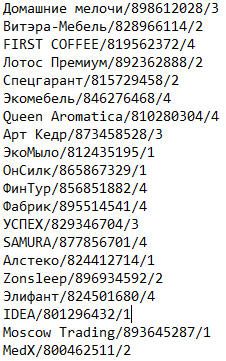 Домашние мелочи/898612028/3
Витэра-Мебель/828966114/2
FIRST COFFEE/819562372/4
Лотос Премиум/892362888/2
Спецгарант/815729458/2
Экомебель/846276468/4
Queen Aromatica/810280304/4
Арт Кедр/873458528/3
ЭкоМыло/812435195/1
ОнСилк/865867329/1
ФинТур/856851882/4
Фабрик/895514541/4
УСПЕХ/829346704/3
SAMURA/877856701/4
Алстеко/824412714/1
Zonsleep/896934592/2
Элифант/824501680/4
IDEA/801296432/1
Moscow Trading/893645287/1
MedX/800462511/2